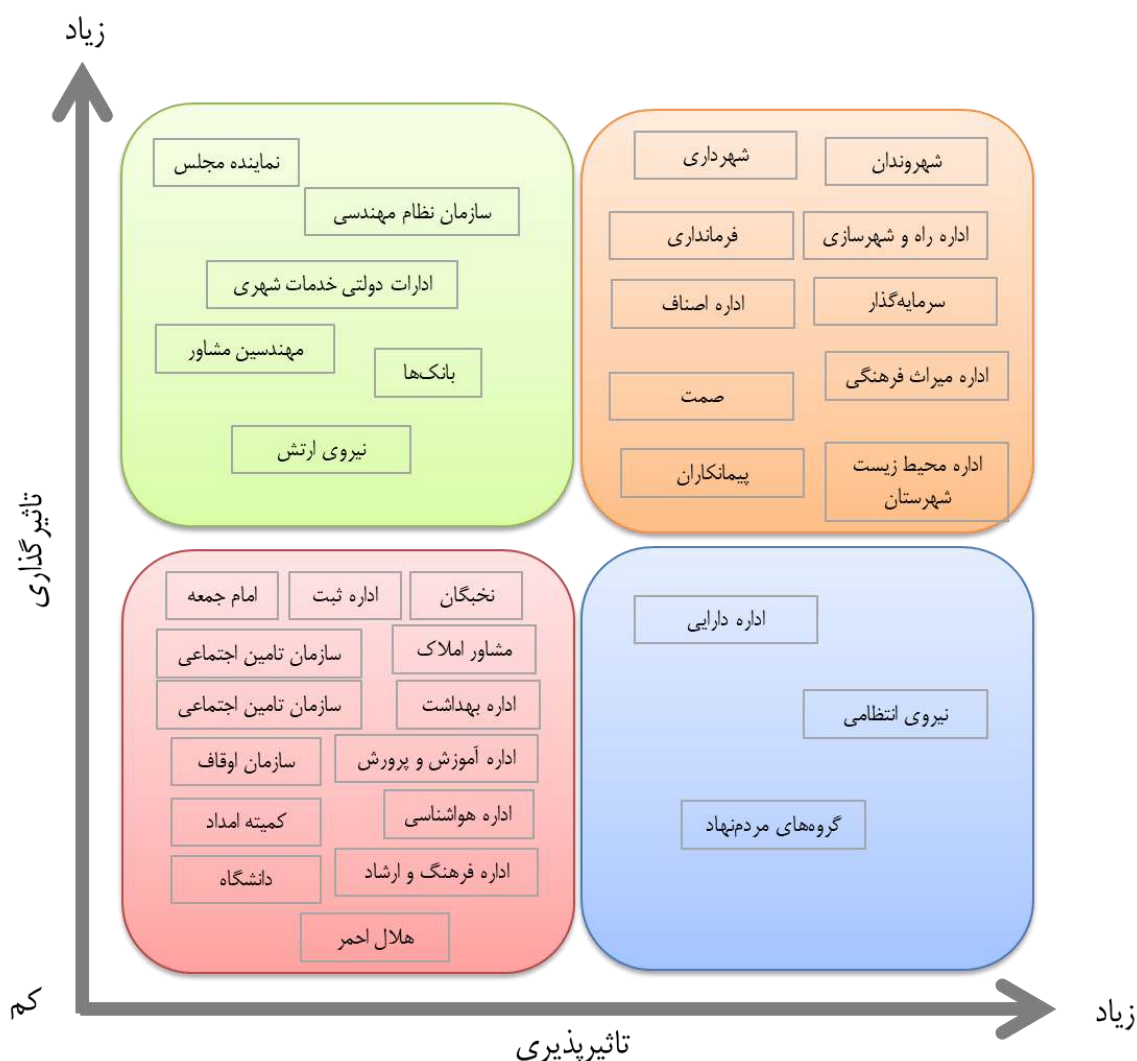 زیاد
شهروندان
شهرداری
اداره راه و شهرسازی
فرمانداری
سرمایه‌گذار
اداره اصناف
اداره میراث فرهنگی
صمت
اداره محیط زیست
شهرستان
پیمانکاران
نماینده مجلس
سازمان نظام مهندسی
ادارات دولتی خدمات شهری
مهندسین مشاور
بانک‌ها
نیروی ارتش
تاثیرگذاری
اداره دارایی
نیروی انتظامی
گروه‌های مردم‌نهاد
نخبگان
اداره ثبت
امام جمعه
مشاور املاک
سازمان تامین اجتماعی
اداره بهداشت
سازمان تامین اجتماعی
اداره آموزش و پرورش
سازمان اوقاف
اداره هواشناسی
کمیته امداد
اداره فرهنگ و ارشاد
دانشگاه
هلال احمر
کم
زیاد
تاثیرپذیری